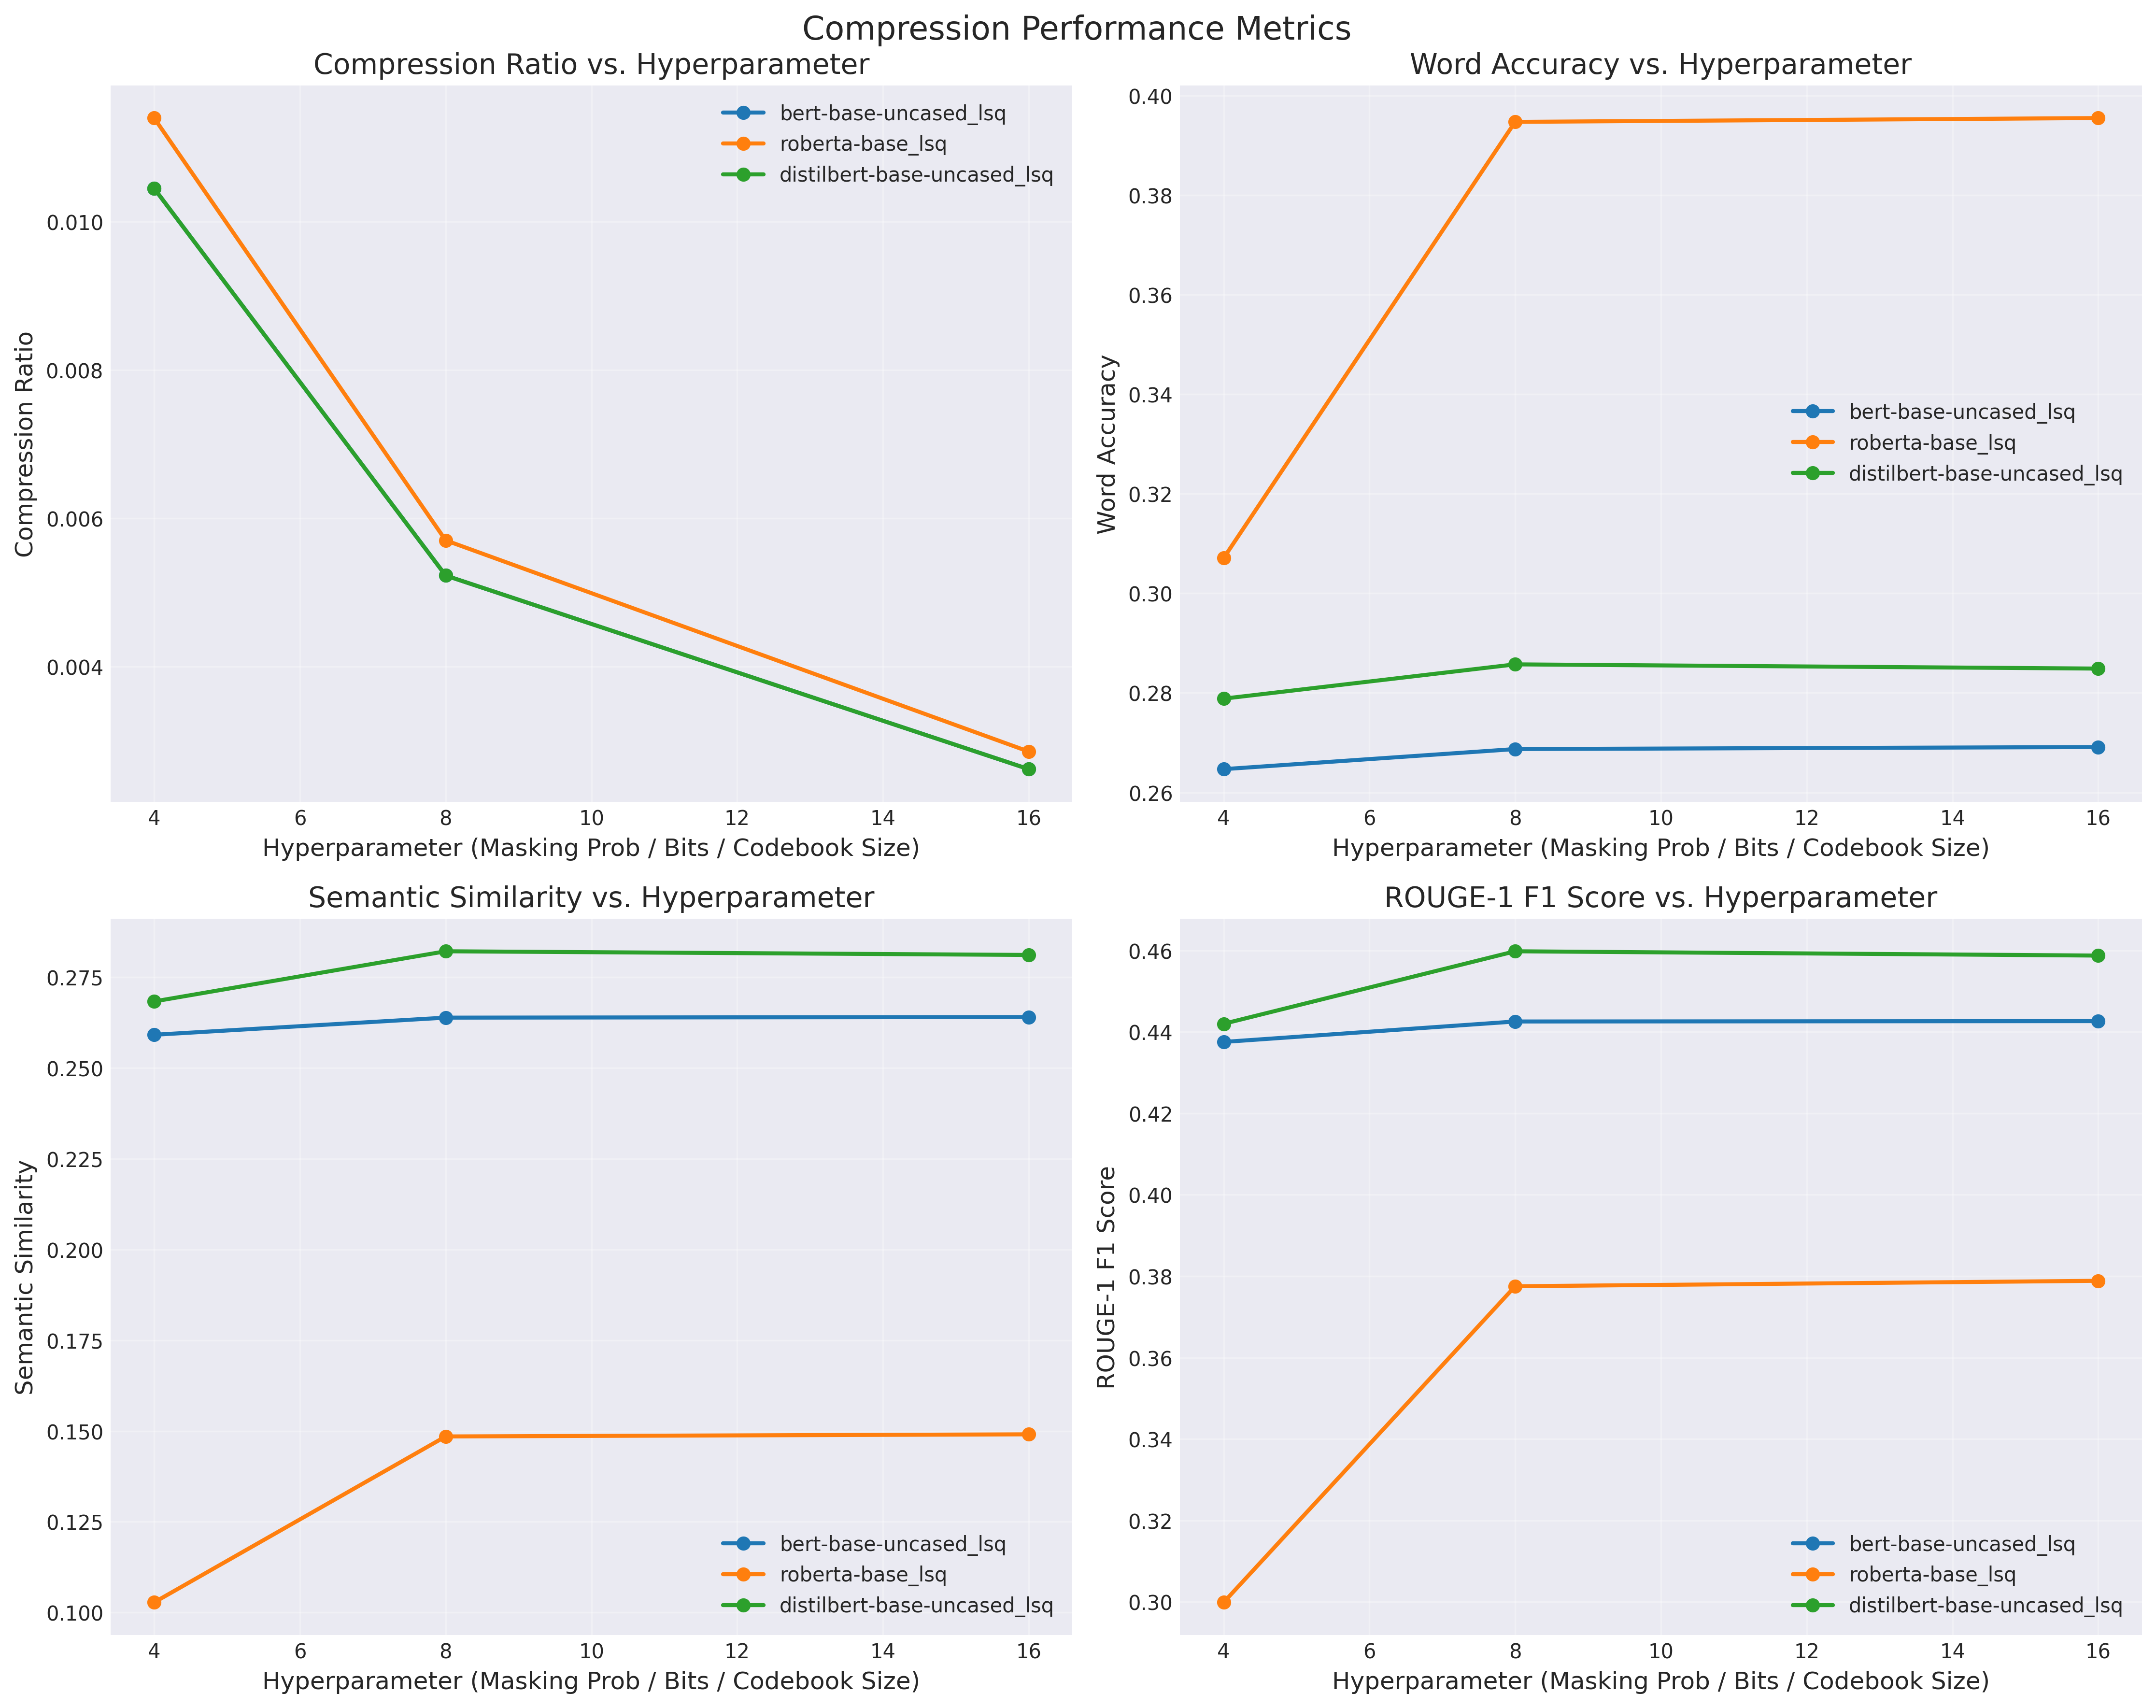 Compression Performance Metrics
Compression Ratio vs. Hyperparameter
Compression Ratio
0.010
0.008
0.006
0.004
bert-base-uncased_lsq
roberta-base_lsq
distilbert-base-uncased_lsq
4 6 8 10 12 14 16
Hyperparameter (Masking Prob / Bits / Codebook Size)
Word Accuracy vs. Hyperparameter
Word Accuracy
0.40
0.38
0.36
0.34
0.32
0.30
0.28
0.26
bert-base-uncased_lsq
roberta-base_lsq
distilbert-base-uncased_lsq
4 6 8 10 12 14 16
Hyperparameter (Masking Prob / Bits / Codebook Size)
Semantic Similarity vs. Hyperparameter
Semantic Similarity
0.275
0.250
0.225
0.200
0.175
0.150
0.125
0.100
bert-base-uncased_lsq
roberta-base_lsq
distilbert-base-uncased_lsq
4 6 8 10 12 14 16
Hyperparameter (Masking Prob / Bits / Codebook Size)
ROUGE-1 F1 Score vs. Hyperparameter
ROUGE-1 F1 Score
0.46
0.44
0.42
0.40
0.38
0.36
0.34
0.32
0.30
bert-base-uncased_lsq
roberta-base_lsq
distilbert-base-uncased_lsq
4 6 8 10 12 14 16
Hyperparameter (Masking Prob / Bits / Codebook Size)